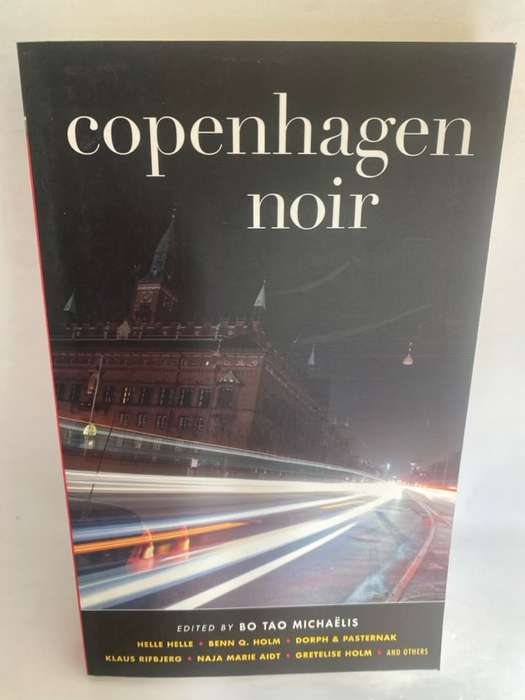 copenhagen
noir
EDITED BY BO TAO MICHAËLIS
HELLE HELLE • BENN Q. HOLM • DORPH & PASTERNAK
KLAUS RIFBJERG • NAJA MARIE AIDT • GRETELISE HOLM • AND OTHERS